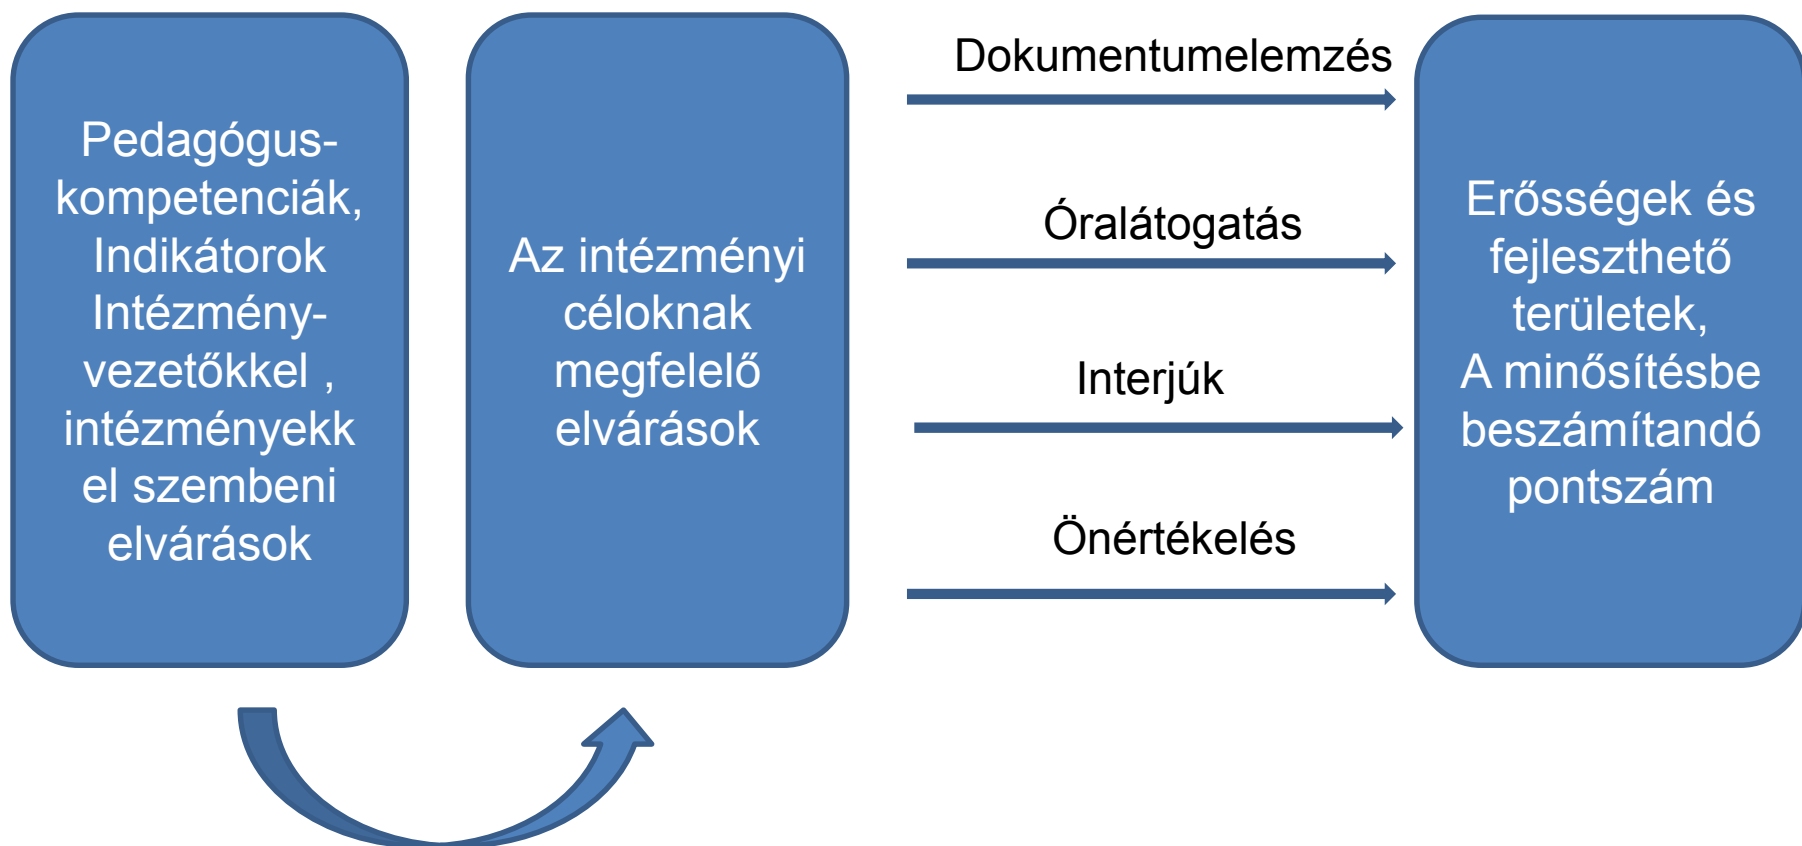 Pedagógus-
kompetenciák,
Indikátorok
Intézmény-
vezetőkkel ,
intézményekk
el szembeni
elvárások
Az intézményi
céloknak
megfelelő
elvárások
Dokumentumelemzés
Óralátogatás
Interjúk
Önértékelés
Erősségek és
fejleszthető
területek,
A minősítésbe
beszámítandó
pontszám